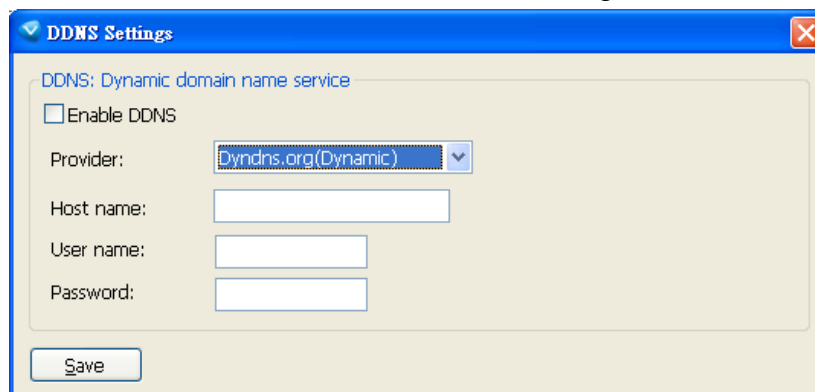 DDNS Settings
DDNS: Dynamic domain name service
Enable DDNS
Provider: Dyndns.org(Dynamic)
Host name:
User name:
Password:
Save